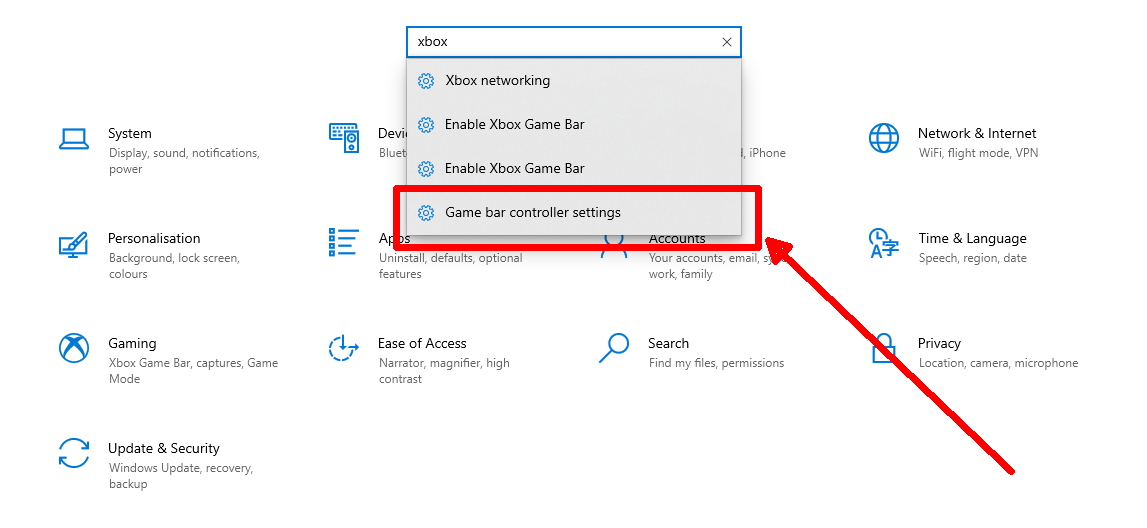 xbox
Xbox networking
Enable Xbox Game Bar
Enable Xbox Game Bar
Game bar controller settings
System
Display, sound, notifications,
power
, iPhone
Network & Internet
WiFi, flight mode, VPN
Personalisation
Background, lock screen,
colours
Apps
Uninstall, defaults, optional
features
Accounts
Your accounts, email,
work, family
Time & Language
Speech, region, date
Gaming
Xbox Game Bar, captures, Game
Mode
Ease of Access
Narrator, magnifier, high
contrast
Search
Find my files, permissions
Privacy
Location, camera, microphone
Update & Security
Windows Update, recovery,
backup